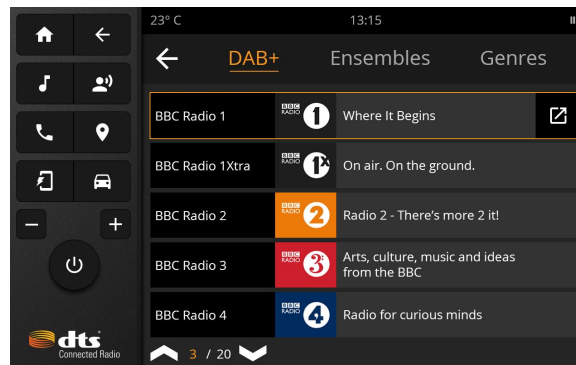 23° C
13:15
DAB+
Ensembles
Genres
BBC Radio 1
BBC
RADIO
1
Where It Begins
BBC Radio 1Xtra
BBC
RADIO
1X
On air. On the ground.
BBC Radio 2
BBC
RADIO
2
Radio 2 - There's more 2 it!
BBC Radio 3
BBC
RADIO
3
Arts, culture, music and ideas
from the BBC
BBC Radio 4
BBC
RADIO
4
Radio for curious minds
3 / 20
dts
Connected Radio